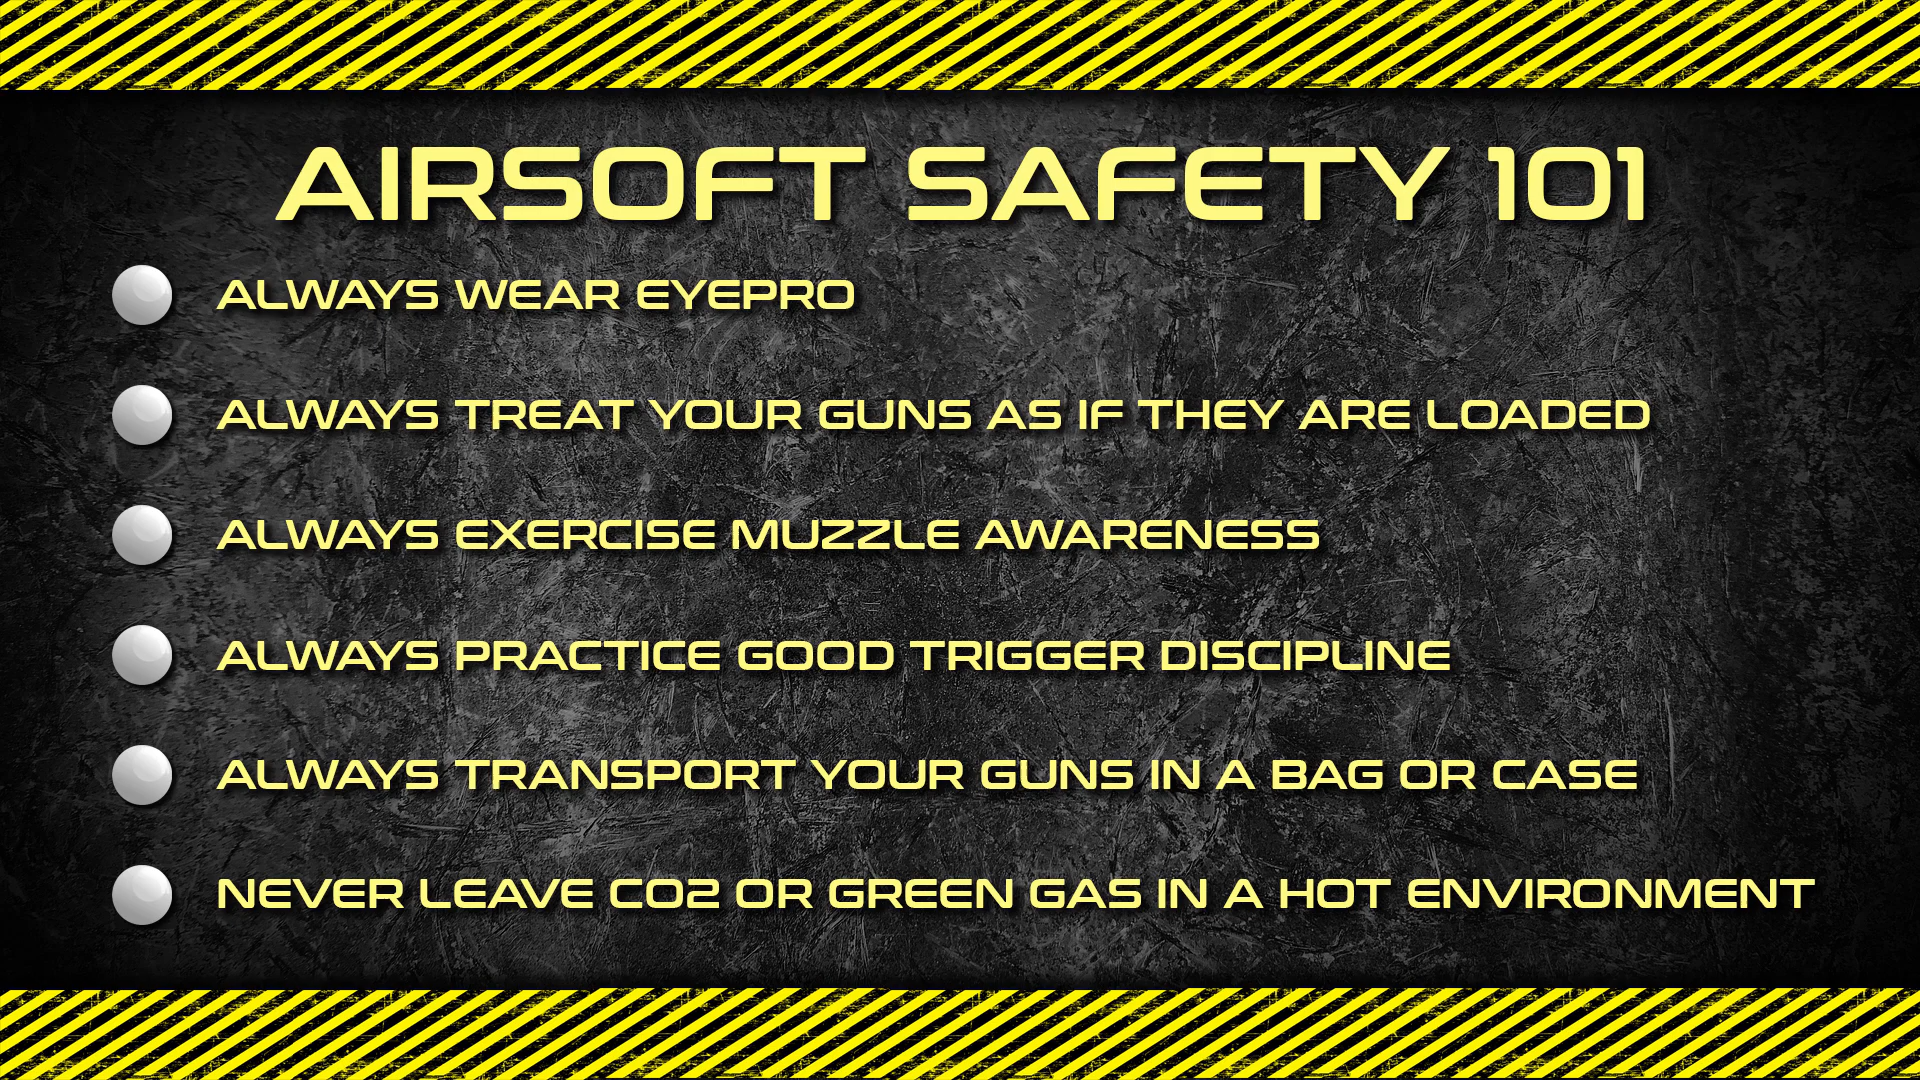 AIRSOFT SAFETY 101
ALWAYS WEAR EYEPRO
ALWAYS TREAT YOUR GUNS AS IF THEY ARE LOADED
ALWAYS EXERCISE MUZZLE AWARENESS
ALWAYS PRACTICE GOOD TRIGGER DISCIPLINE
ALWAYS TRANSPORT YOUR GUNS IN A BAG OR CASE
NEVER LEAVE CO2 OR GREEN GAS IN A HOT ENVIRONMENT